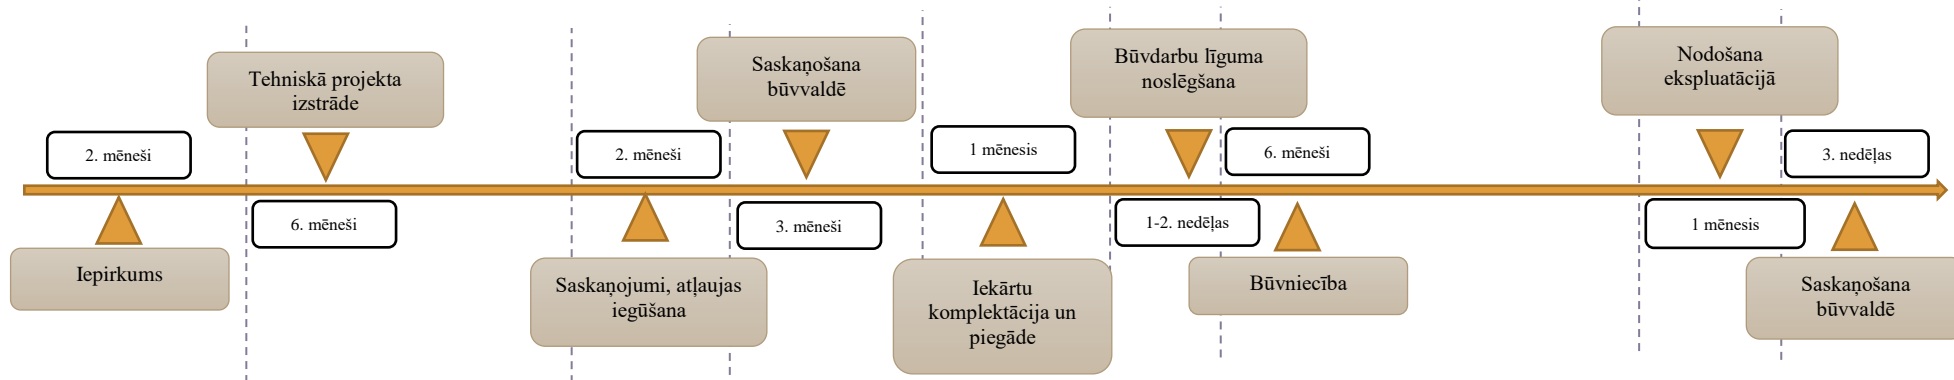 2. mēneši
Iepirkums
Tehniskā projekta
izstrāde
6. mēneši
2. mēneši
Saskaņojumi, atļaujas
iegūšana
Saskaņošana
būvvaldē
3. mēneši
1 mēnesis
Iekārtu
komplektācija un
piegāde
Būvdarbu līguma
noslēgšana
1-2. nedēļas
6. mēneši
Būvniecība
Nodošana
ekspluatācijā
1 mēnesis
3. nedēļas
Saskaņošana
būvvaldē